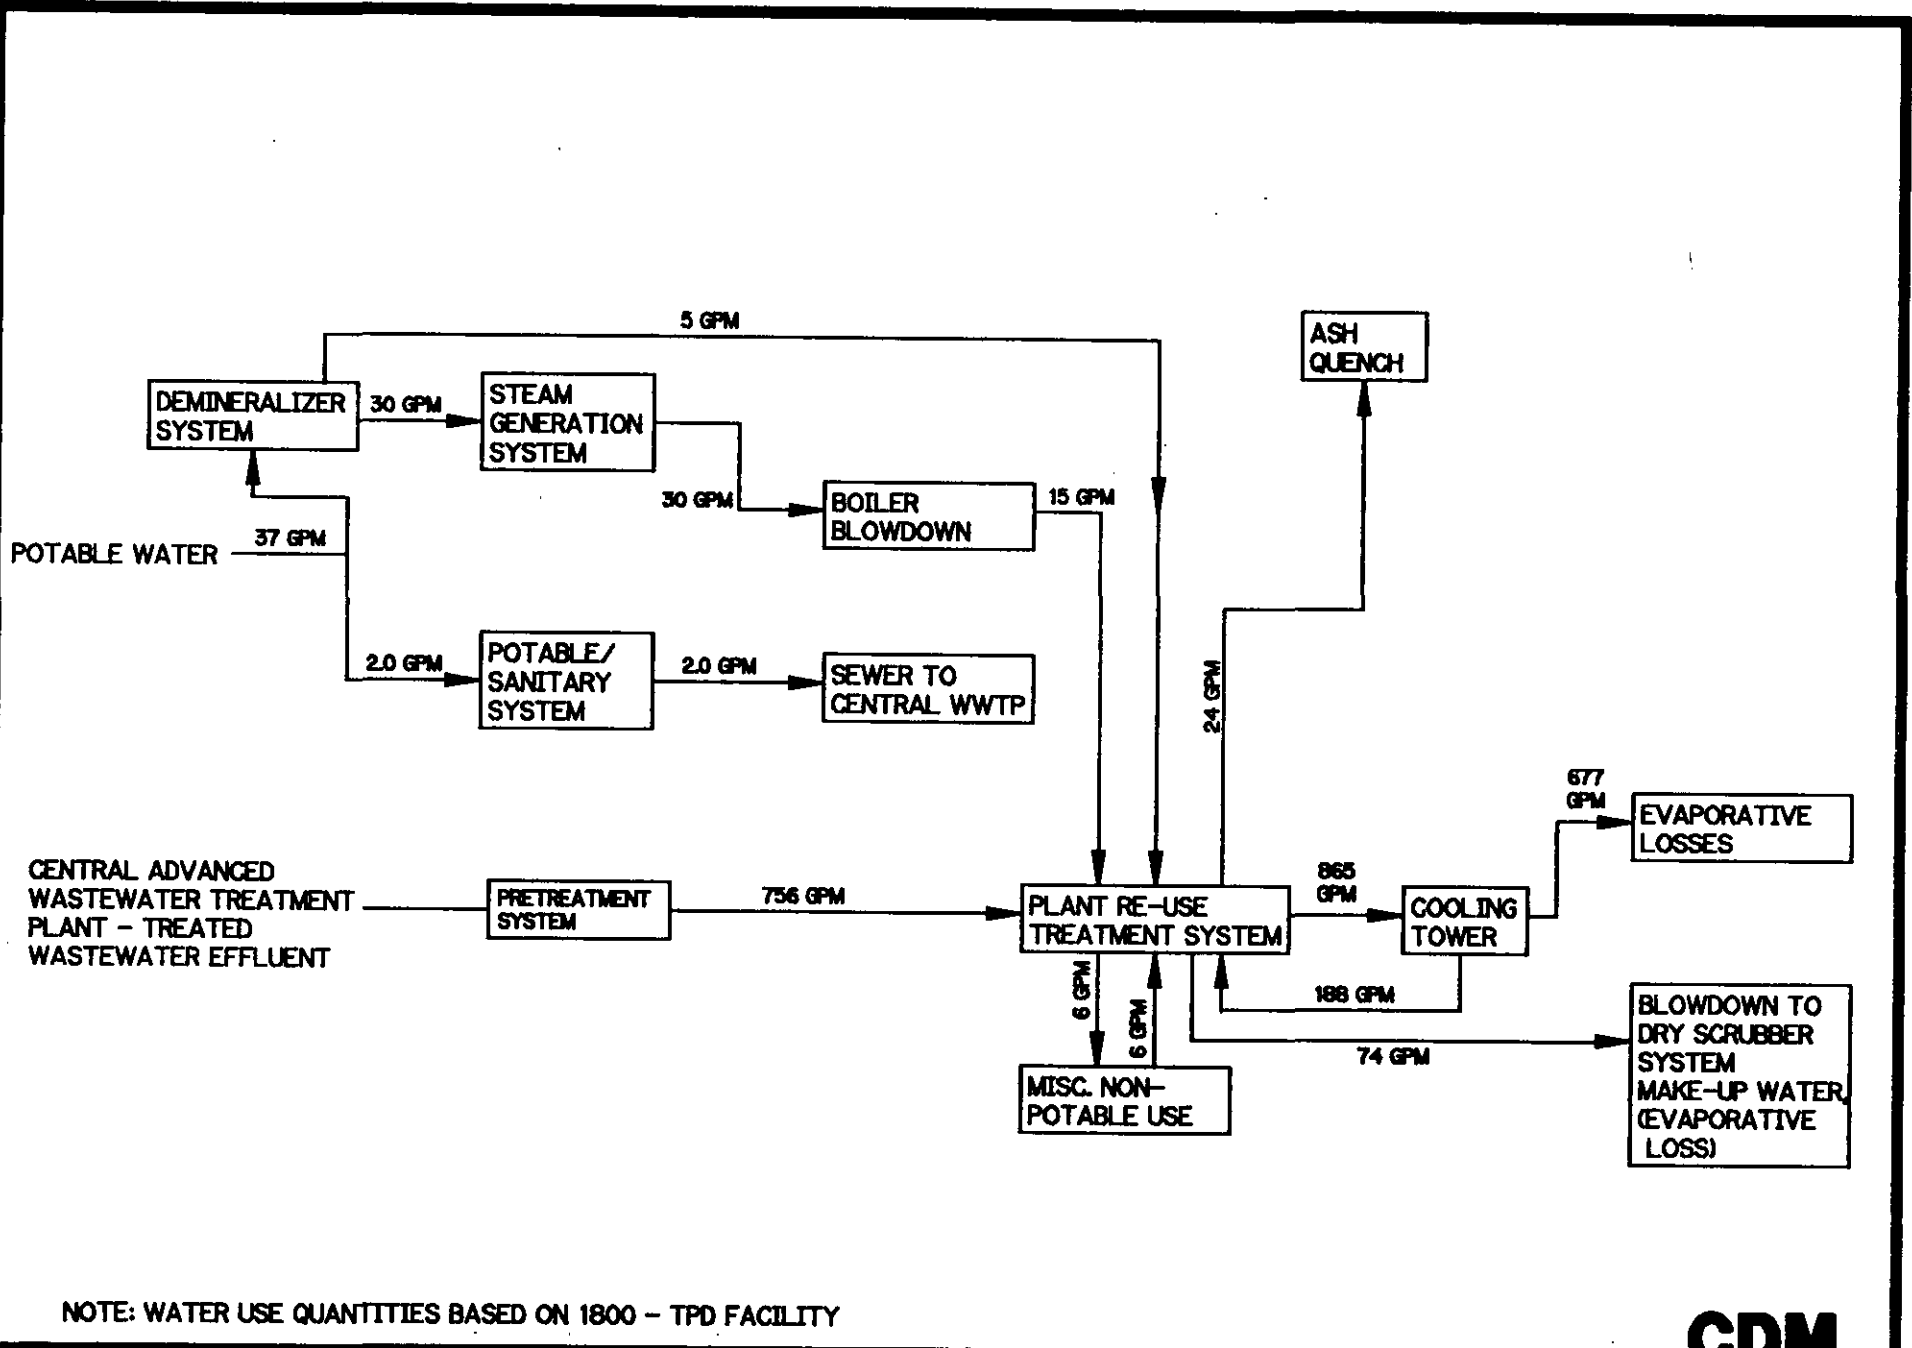 5 GPM
ASH
QUENCH
DEMINERALIZER
SYSTEM
30 GPM
STEAM
GENERATION
SYSTEM
30 GPM
BOILER
BLOWDOWN
15 GPM
37 GPM
POTABLE WATER
2.0 GPM
POTABLE/
SANITARY
SYSTEM
2.0 GPM
SEWER TO
CENTRAL WWTP
24 GPM
677
GPM
EVAPORATIVE
LOSSES
CENTRAL ADVANCED
WASTEWATER TREATMENT
PLANT - TREATED
WASTEWATER EFFLUENT
PRETREATMENT
SYSTEM
756 GPM
PLANT RE-USE
TREATMENT SYSTEM
865
GPM
COOLING
TOWER
188 GPM
6 GPM
6 GPM
74 GPM
BLOWDOWN TO
DRY SCRUBBER
SYSTEM
MAKE-UP WATER
(EVAPORATIVE
LOSS)
MISC. NON-
POTABLE USE
NOTE: WATER USE QUANTITIES BASED ON 1800 - TPD FACILITY
CDM